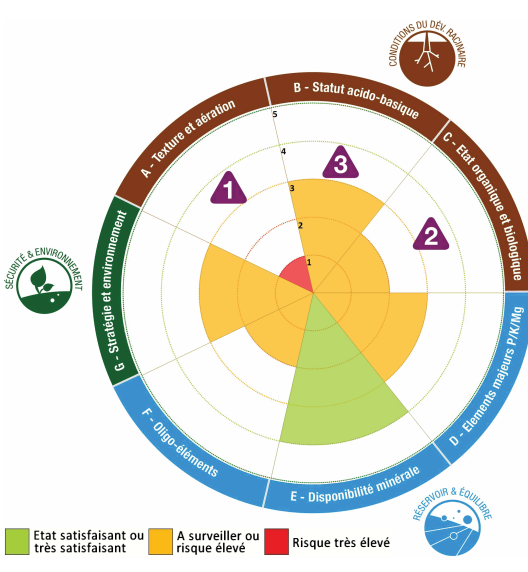 CONDITIONS DU DÉV. RACINAIRE
B - Statut acido-basique
A - Texture et aération
C - Etat organique et biologique
5
4
3
3
1
2
2
1
SÉCURITÉ & ENVIRONNEMENT
G - Stratégie et environnement
D - Elements majeurs P/K/Mg
F - Oligo-éléments
E - Disponibilité minérale
RÉSERVOIR & ÉQUILIBRE
Etat satisfaisant ou
très satisfaisant
A surveiller ou
risque élevé
Risque très élevé